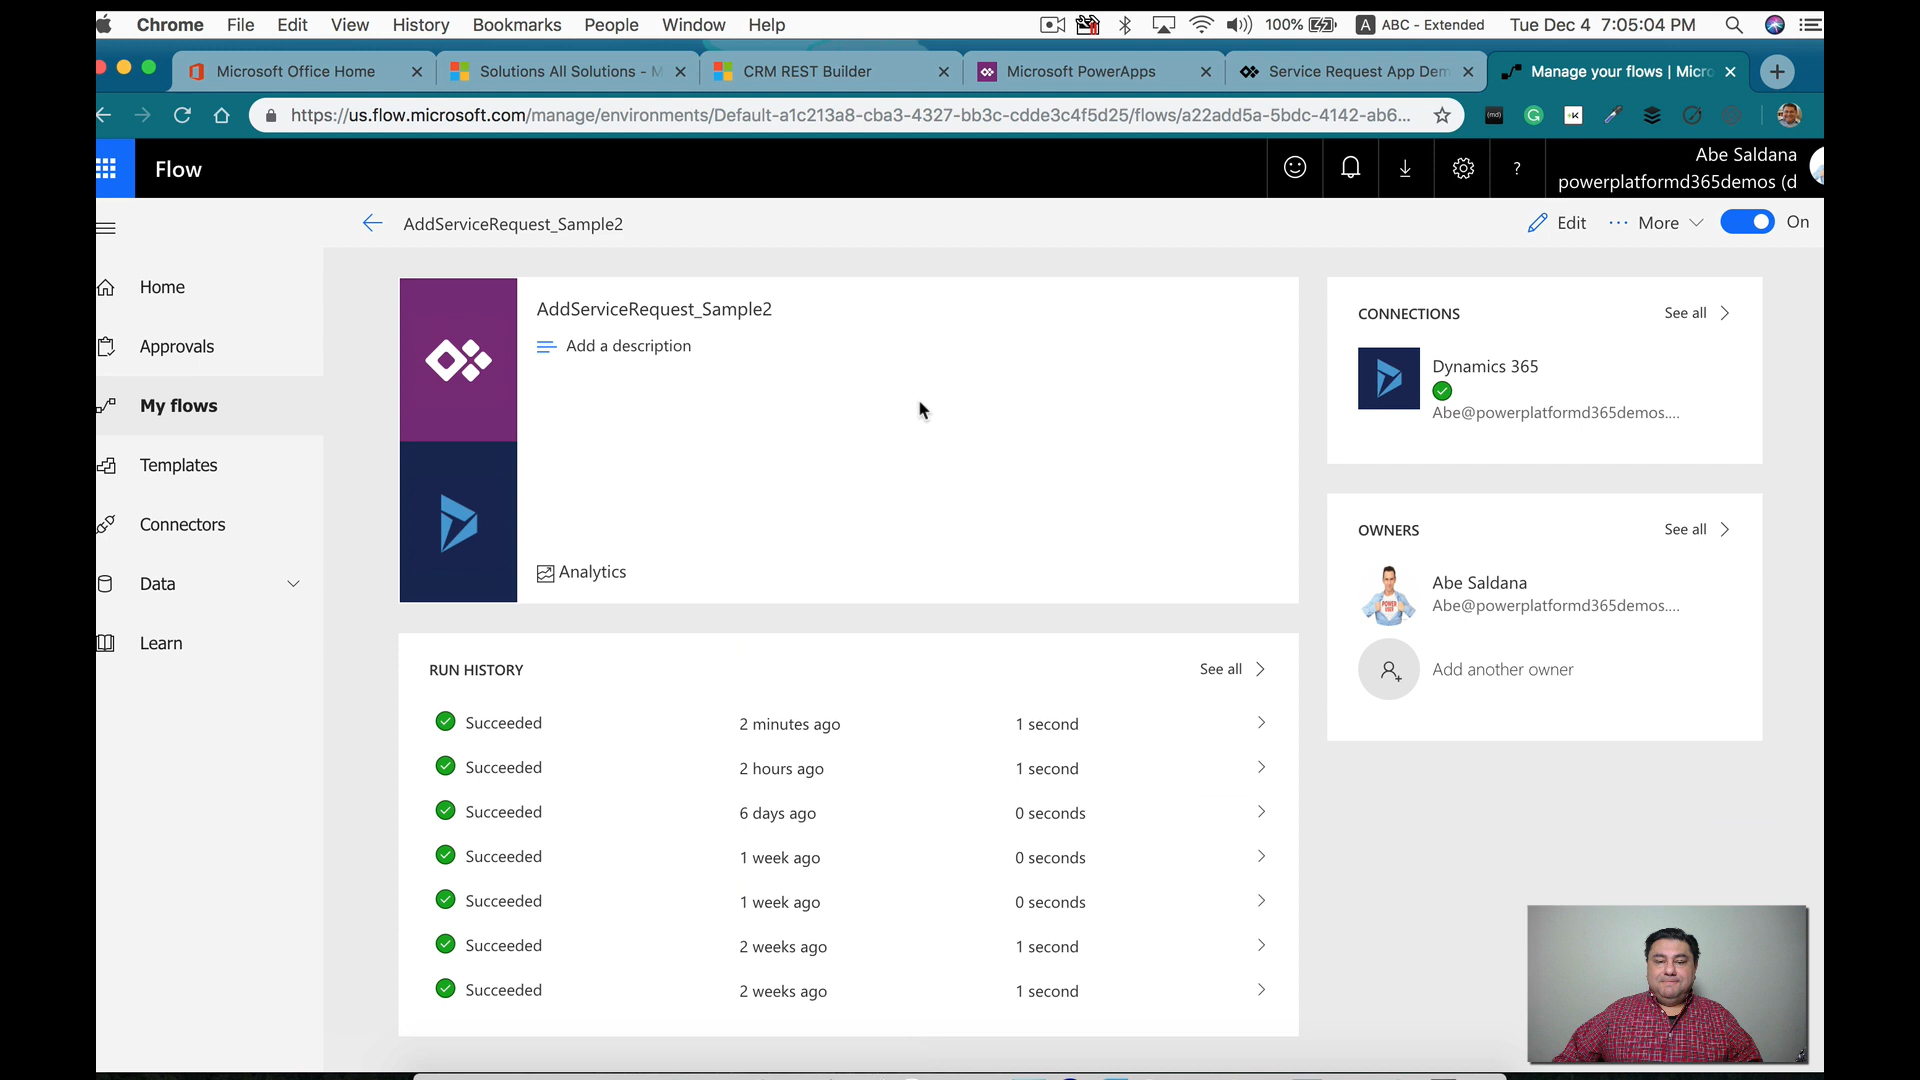 Chrome File Edit View History Bookmarks People Window Help 100% A ABC - Extended Tue Dec 4 7:05:04 PM
Microsoft Office Home Solutions All Solutions - M CRM REST Builder Microsoft PowerApps Service Request App Dem Manage your flows | Micro
https://us.flow.microsoft.com/manage/environments/Default-a1c213a8-cba3-4327-bb3c-cdde3c4f5d25/flows/a22add5a-5bdc-4142-ab6...
Flow
?
Abe Saldana
powerplatformd365demos (d
AddServiceRequest_Sample2
Edit
··· More
On
Home
Approvals
My flows
Templates
Connectors
Data
Learn
AddServiceRequest_Sample2
Add a description
Analytics
CONNECTIONS See all
Dynamics 365
Abe@powerplatformd365demos....
OWNERS See all
Abe Saldana
Abe@powerplatformd365demos....
Add another owner
RUN HISTORY See all
Succeeded 2 minutes ago 1 second
Succeeded 2 hours ago 1 second
Succeeded 6 days ago 0 seconds
Succeeded 1 week ago 0 seconds
Succeeded 1 week ago 0 seconds
Succeeded 2 weeks ago 1 second
Succeeded 2 weeks ago 1 second